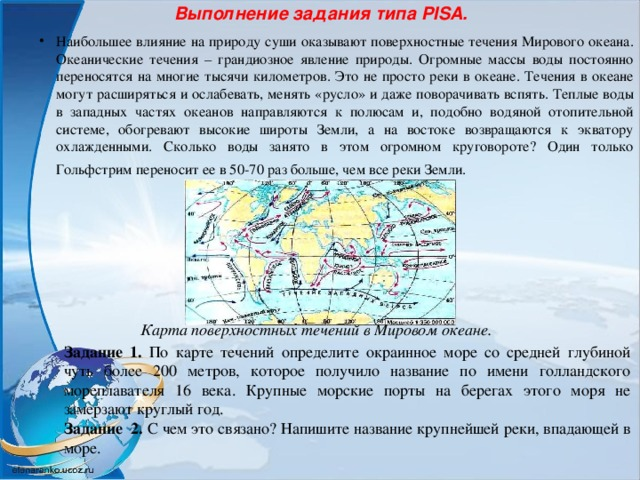 Выполнение задания типа PISA.
• Наибольшее влияние на природу суши оказывают поверхностные течения Мирового океана.
Океанические течения – грандиозное явление природы. Огромные массы воды постоянно
переносятся на многие тысячи километров. Это не просто реки в океане. Течения в океане
могут расширяться и ослабевать, менять «русло» и даже поворачивать вспять. Теплые воды
в западных частях океанов направляются к полюсам и, подобно водяной отопительной
системе, обогревают высокие широты Земли, а на востоке возвращаются к экватору
охлажденными. Сколько воды занято в этом огромном круговороте? Один только
Гольфстрим переносит ее в 50-70 раз больше, чем все реки Земли.
Карта поверхностных течений в Мировом океане.
Задание 1. По карте течений определите окраинное море со средней глубиной
чуть более 200 метров, которое получило название по имени голландского
мореплавателя 16 века. Крупные морские порты на берегах этого моря не
замерзают круглый год.
Задание 2. С чем это связано? Напишите название крупнейшей реки, впадающей в
море.